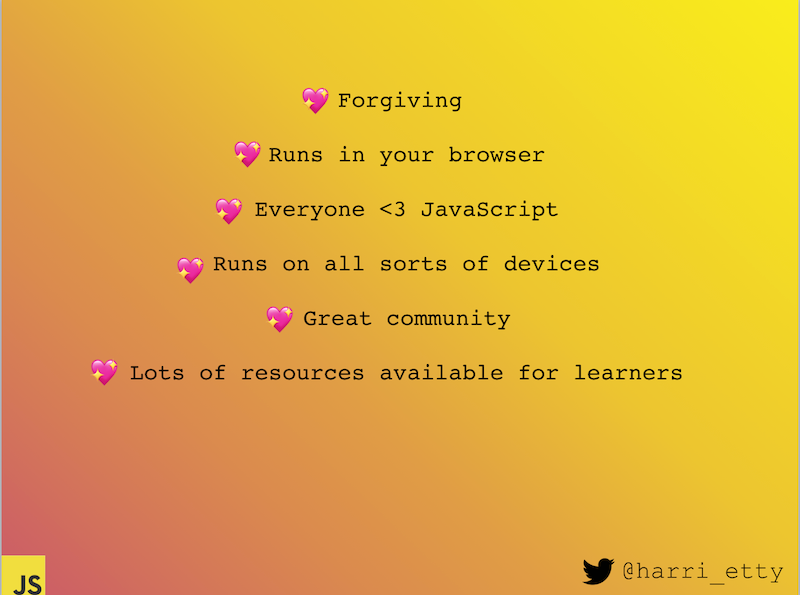 💖 Forgiving
💖 Runs in your browser
💖 Everyone <3 JavaScript
💖 Runs on all sorts of devices
💖 Great community
💖 Lots of resources available for learners
JS
@harri_etty